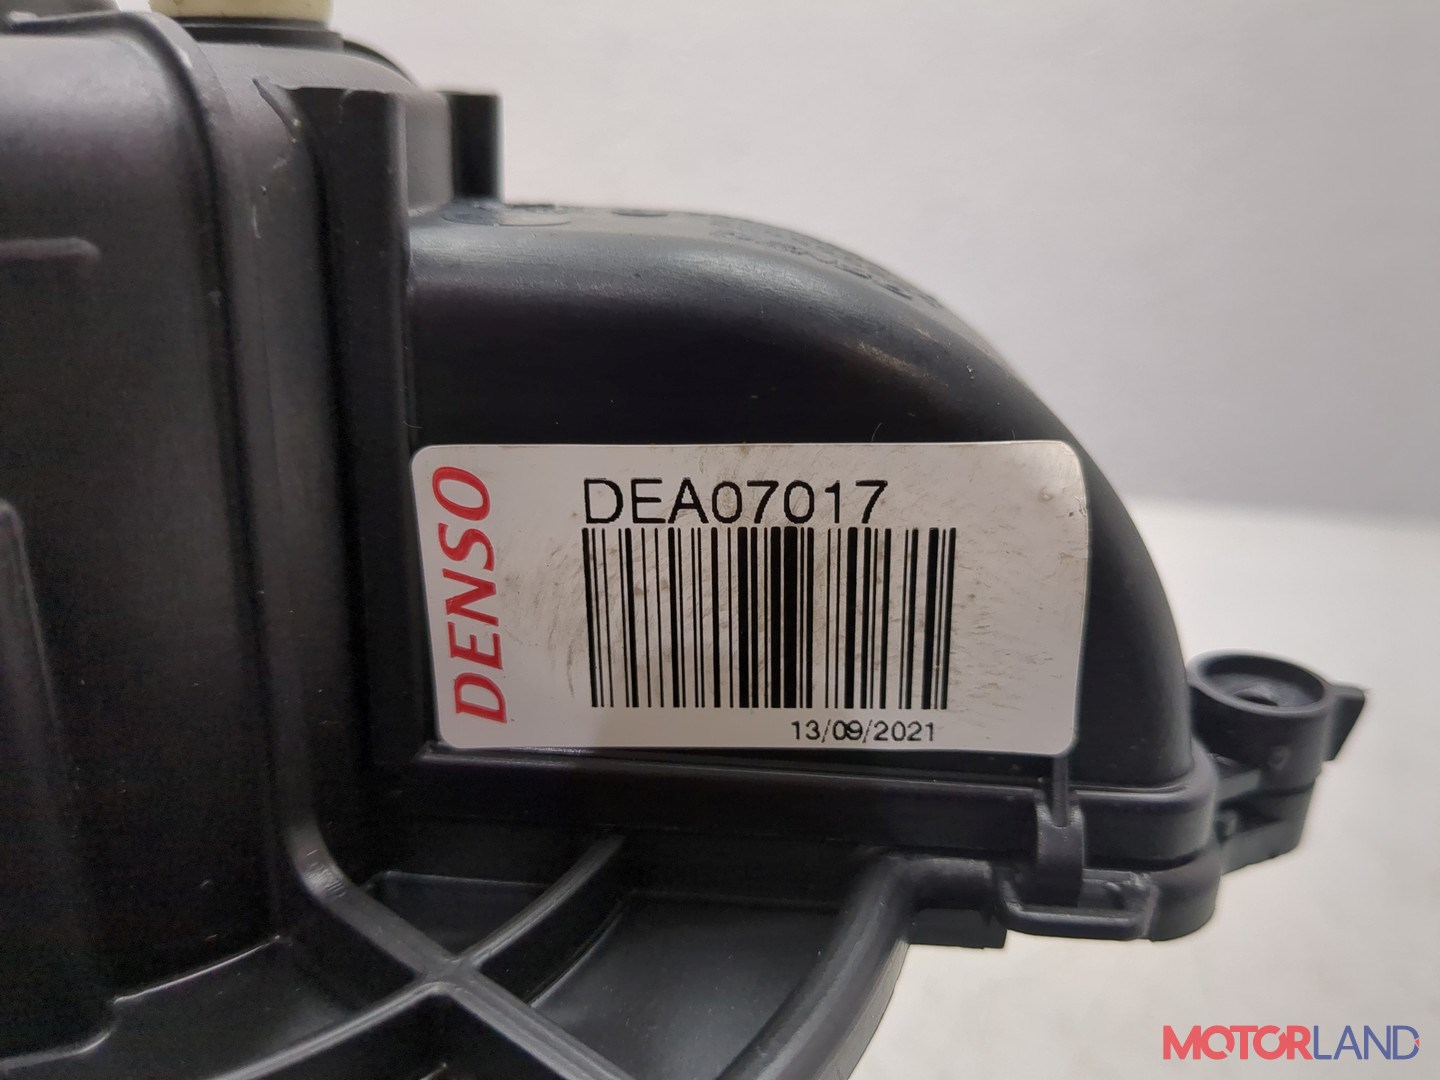 DENSO
DEA07017
13/09/2021
MOTORLAND